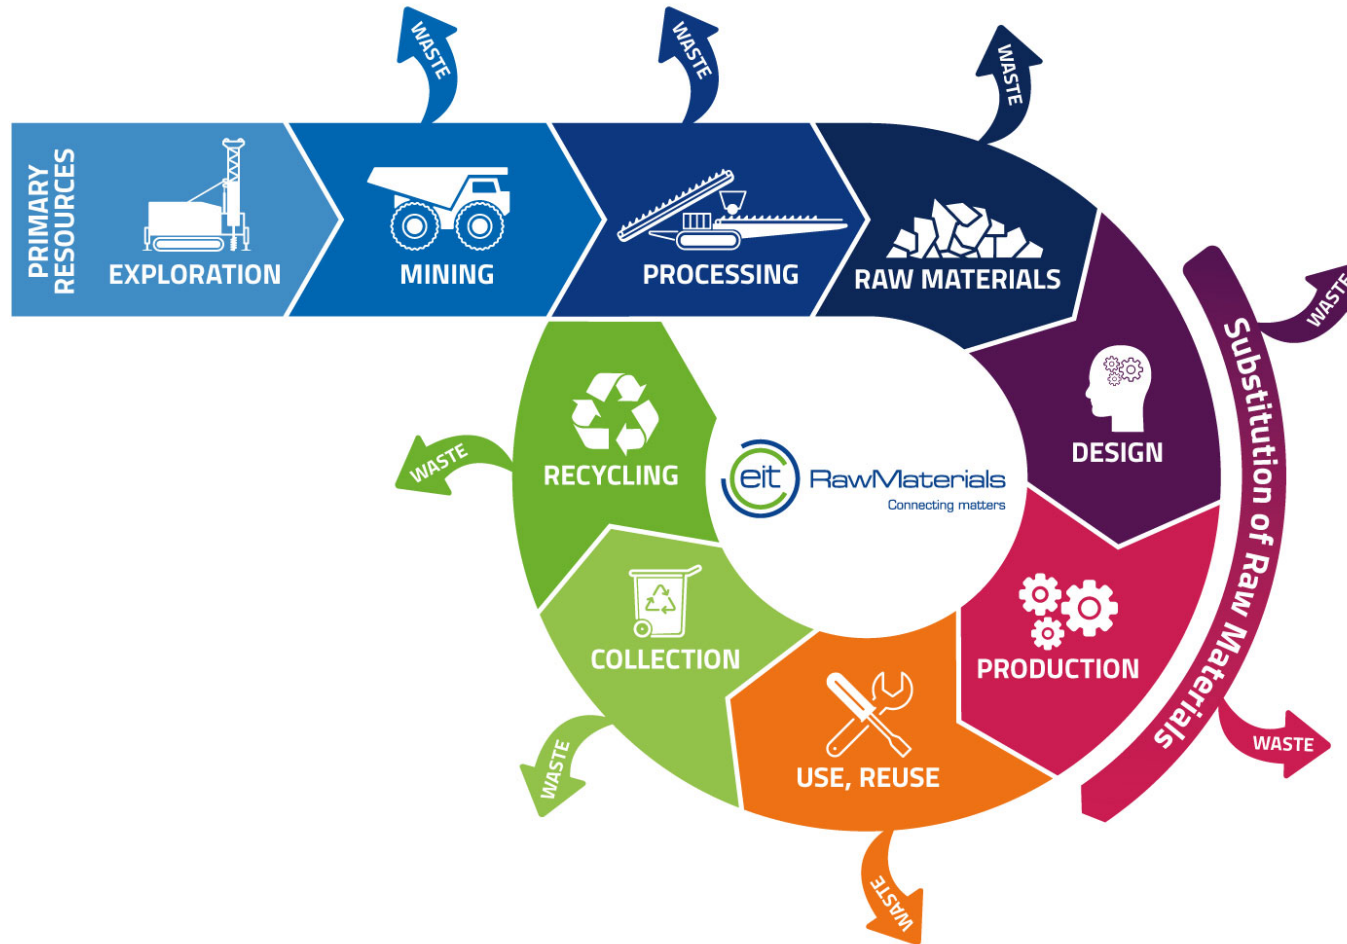 WASTE
WASTE
WASTE
PRIMARY
RESOURCES
EXPLORATION
MINING
PROCESSING
RAW MATERIALS
WASTE
Substitution of Raw Materials
DESIGN
RECYCLING
WASTE
eit RawMaterials
Connecting matters
COLLECTION
PRODUCTION
WASTE
USE, REUSE
WASTE
WASTE